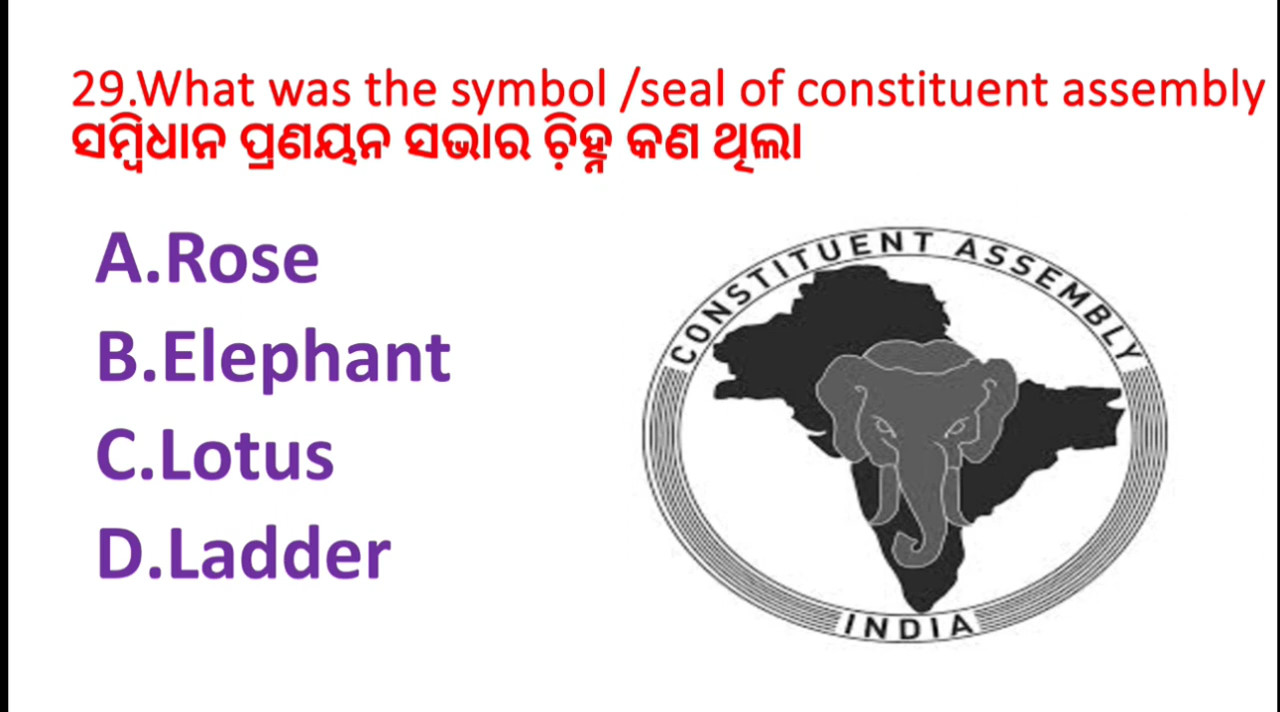 29.What was the symbol /seal of constituent assembly
ସମ୍ବିଧାନ ପ୍ରଣୟନ ସଭାର ଚ଼ିହ୍ନ କଣ ଥିଲା
A.Rose
B.Elephant
C.Lotus
D.Ladder
CONSTITUENT ASSEMBLY
INDIA